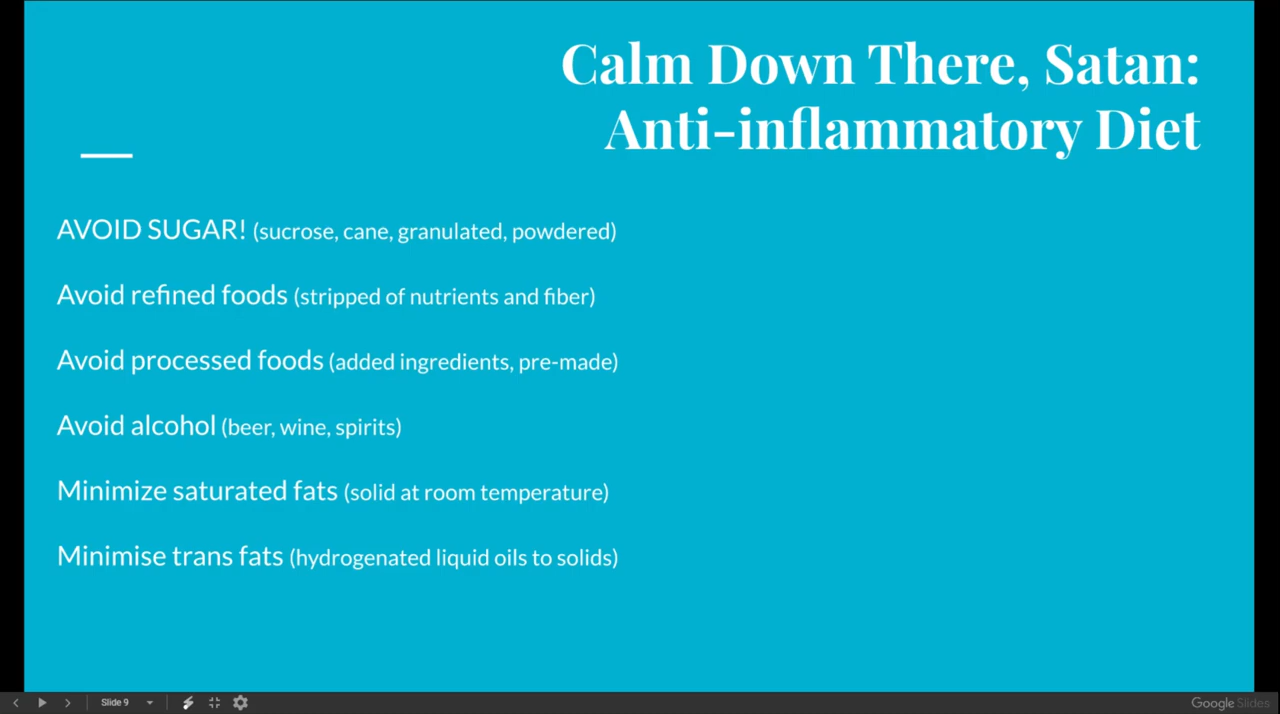 Calm Down There, Satan:
Anti-inflammatory Diet
AVOID SUGAR! (sucrose, cane, granulated, powdered)
Avoid refined foods (stripped of nutrients and fiber)
Avoid processed foods (added ingredients, pre-made)
Avoid alcohol (beer, wine, spirits)
Minimize saturated fats (solid at room temperature)
Minimise trans fats (hydrogenated liquid oils to solids)
Slide 9
Google Slides